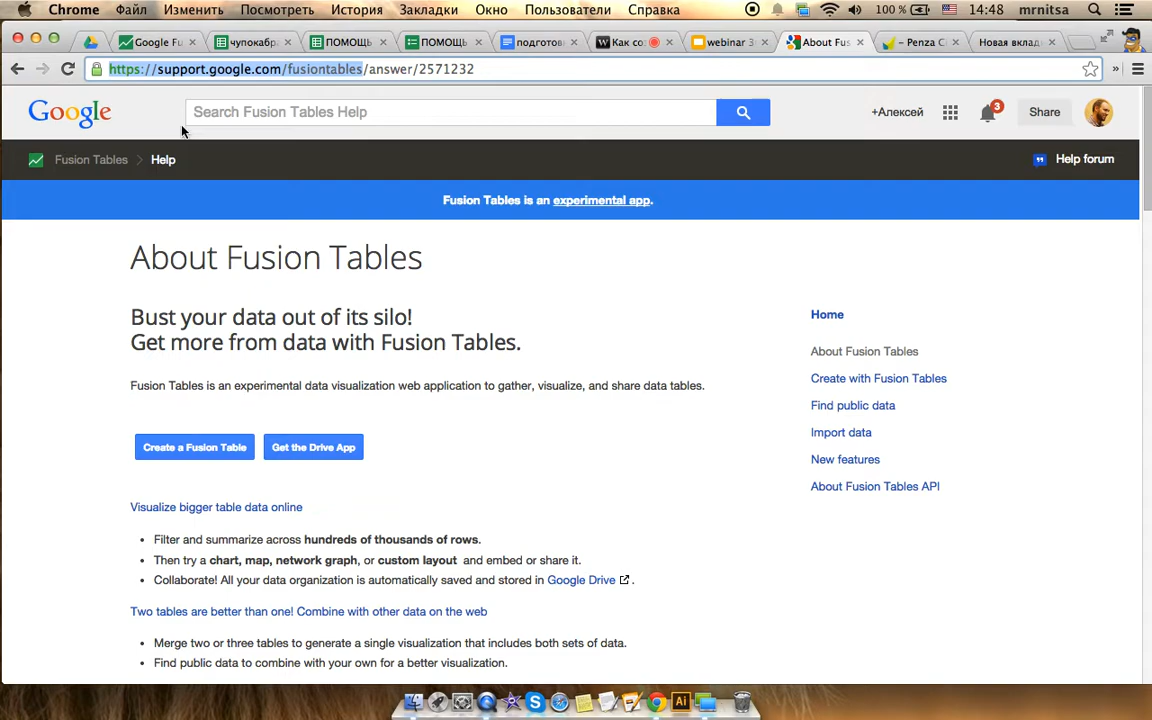 Chrome Файл Изменить Посмотреть История Закладки Окно Пользователи Справка 100 % 14:48 mrnitsa
Google Fu чупокабра ПОМОЩЬ ПОМОЩЬ подготов Как со webinar 3 About Fus – Penza C Новая вклад
https://support.google.com/fusiontables/answer/2571232
Google Search Fusion Tables Help +Алексей 3 Share
Fusion Tables Help Help forum
Fusion Tables is an experimental app.
About Fusion Tables
Bust your data out of its silo!
Get more from data with Fusion Tables.
Fusion Tables is an experimental data visualization web application to gather, visualize, and share data tables.
Create a Fusion Table Get the Drive App
Visualize bigger table data online
• Filter and summarize across hundreds of thousands of rows.
• Then try a chart, map, network graph, or custom layout and embed or share it.
• Collaborate! All your data organization is automatically saved and stored in Google Drive .
Two tables are better than one! Combine with other data on the web
• Merge two or three tables to generate a single visualization that includes both sets of data.
• Find public data to combine with your own for a better visualization.
Home
About Fusion Tables
Create with Fusion Tables
Find public data
Import data
New features
About Fusion Tables API
Ai